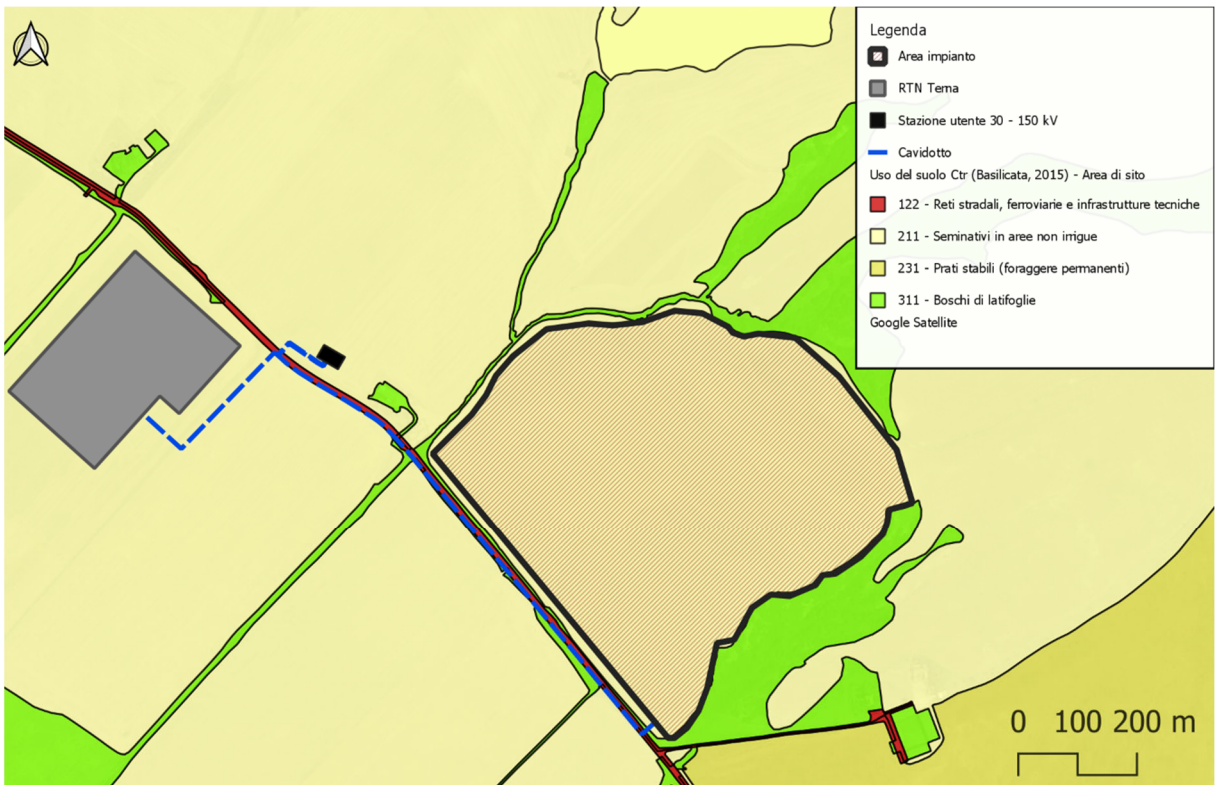 Legenda
Area impianto
RTN Terna
Stazione utente 30 - 150 kV
Cavidotto
Uso del suolo Ctr (Basilicata, 2015) - Area di sito
122 - Reti stradali, ferroviarie e infrastrutture tecniche
211 - Seminativi in aree non irrigue
231 - Prati stabili (foraggere permanenti)
311 - Boschi di latifoglie
Google Satellite
0 100 200 m